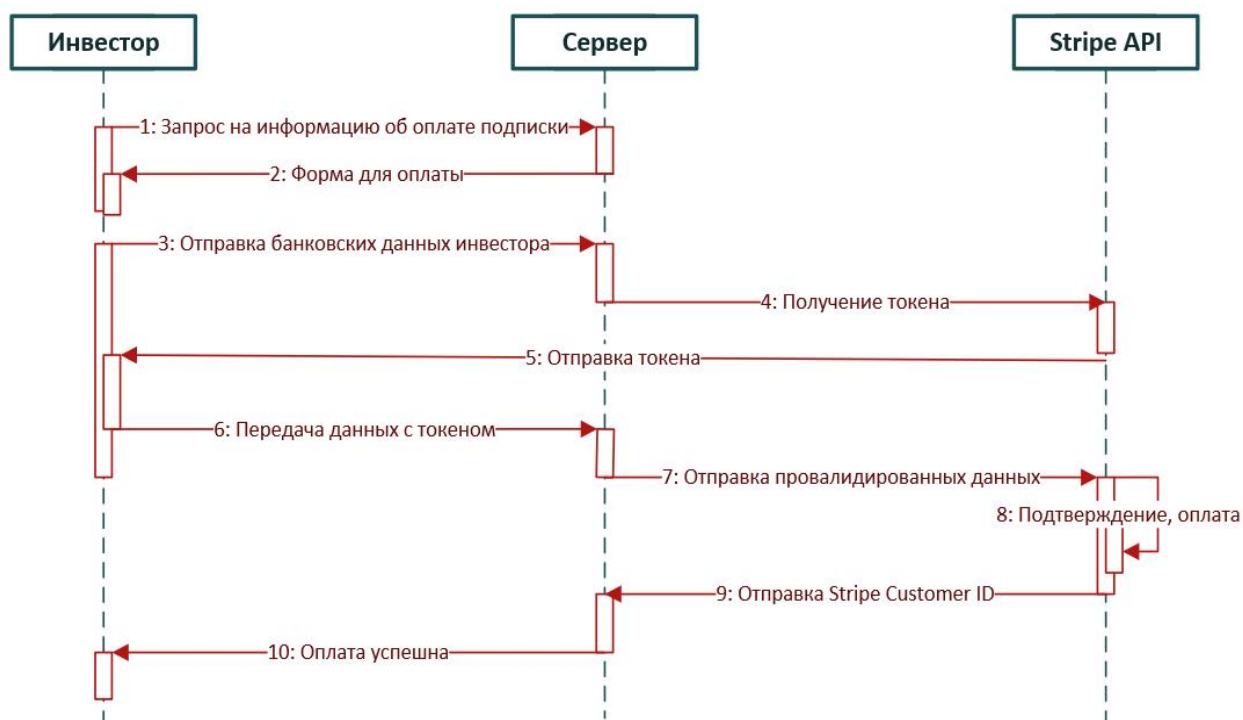 Инвестор
Сервер
Stripe API
1: Запрос на информацию об оплате подписки
2: Форма для оплаты
3: Отправка банковских данных инвестора
4: Получение токена
5: Отправка токена
6: Передача данных с токеном
7: Отправка провалидированных данных
8: Подтверждение, оплата
9: Отправка Stripe Customer ID
10: Оплата успешна